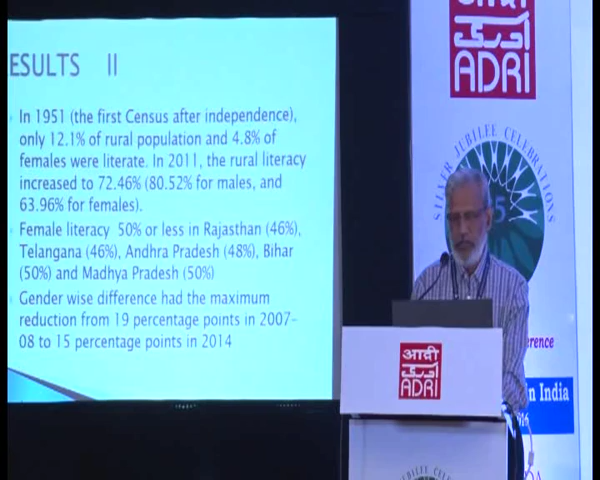 ESULTS II
In 1951 (the first Census after independence),
only 12.1% of rural population and 4.8% of
females were literate. In 2011, the rural literacy
increased to 72.46% (80.52% for males, and
63.96% for females).
Female literacy 50% or less in Rajasthan (46%),
Telangana (46%), Andhra Pradesh (48%), Bihar
(50%) and Madhya Pradesh (50%)
Gender wise difference had the maximum
reduction from 19 percentage points in 2007-
08 to 15 percentage points in 2014
आदी
ADRI
SILVER JUBILEE CELEBRATIONS
erence
n India
आदी
ADRI